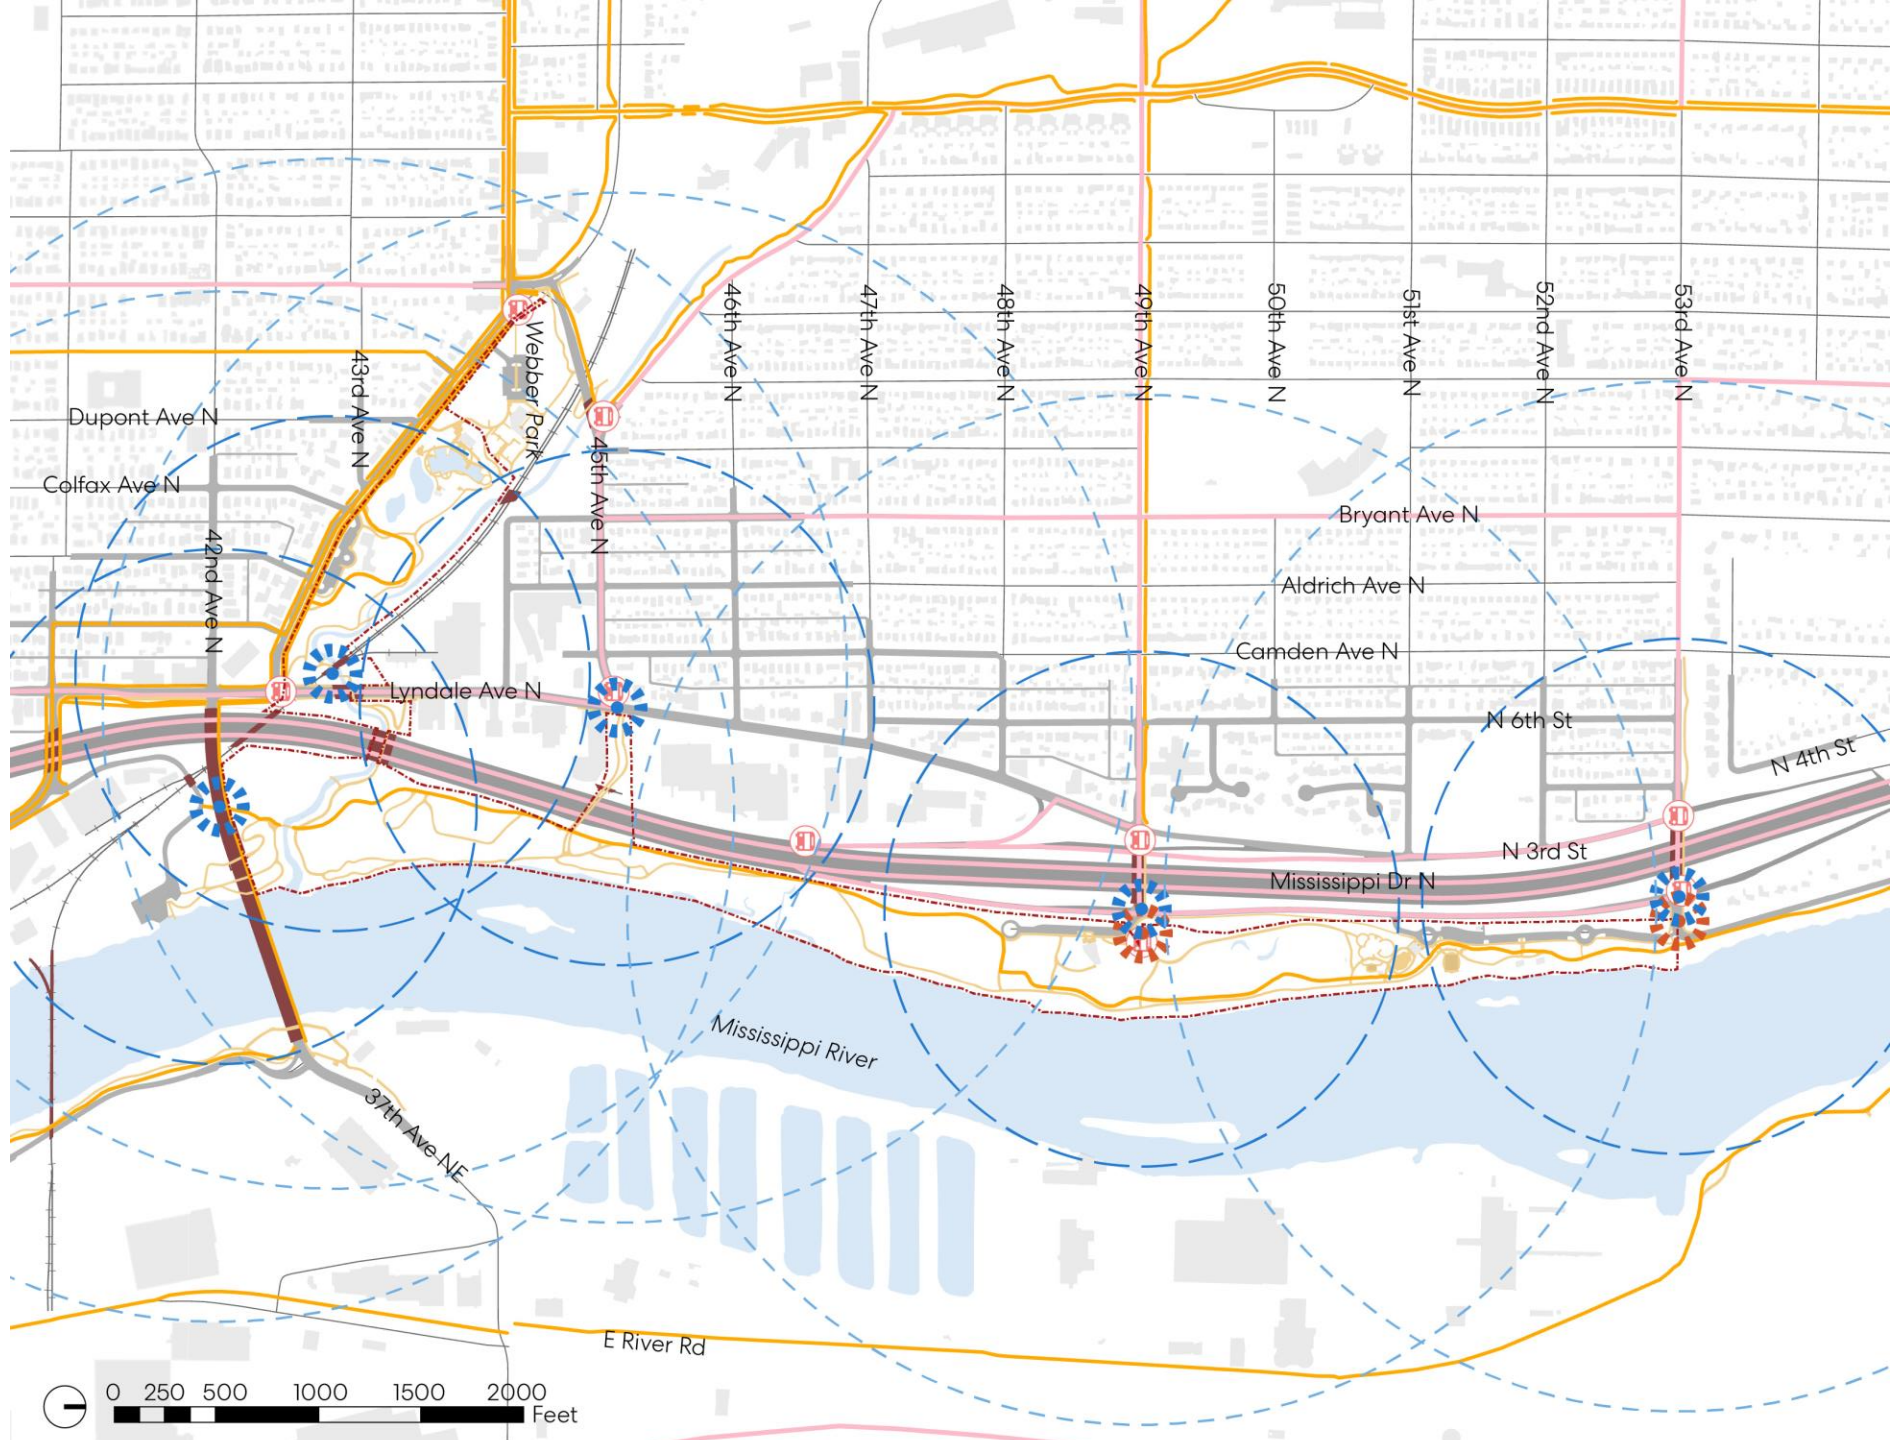 46th Ave N
47th Ave N
48th Ave N
49th Ave N
50th Ave N
51st Ave N
52nd Ave N
53rd Ave N
Webber Park
43rd Ave N
Dupont Ave N
Colfax Ave N
45th Ave N
42nd Ave N
Bryant Ave N
Aldrich Ave N
Camden Ave N
Lyndale Ave N
N 6th St
N 4th St
N 3rd St
Mississippi Dr N
Mississippi River
37th Ave NE
E River Rd
0 250 500 1000 1500 2000
Feet